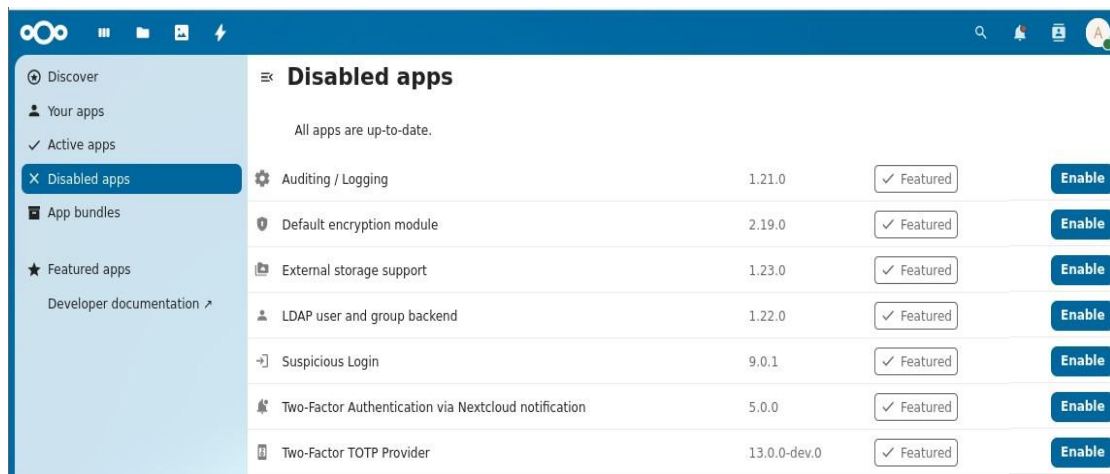 A
Discover
Your apps
Active apps
Disabled apps
App bundles
Featured apps
Developer documentation ↗
Disabled apps
All apps are up-to-date.
Auditing / Logging 1.21.0 ✓ Featured Enable
Default encryption module 2.19.0 ✓ Featured Enable
External storage support 1.23.0 ✓ Featured Enable
LDAP user and group backend 1.22.0 ✓ Featured Enable
Suspicious Login 9.0.1 ✓ Featured Enable
Two-Factor Authentication via Nextcloud notification 5.0.0 ✓ Featured Enable
Two-Factor TOTP Provider 13.0.0-dev.0 ✓ Featured Enable